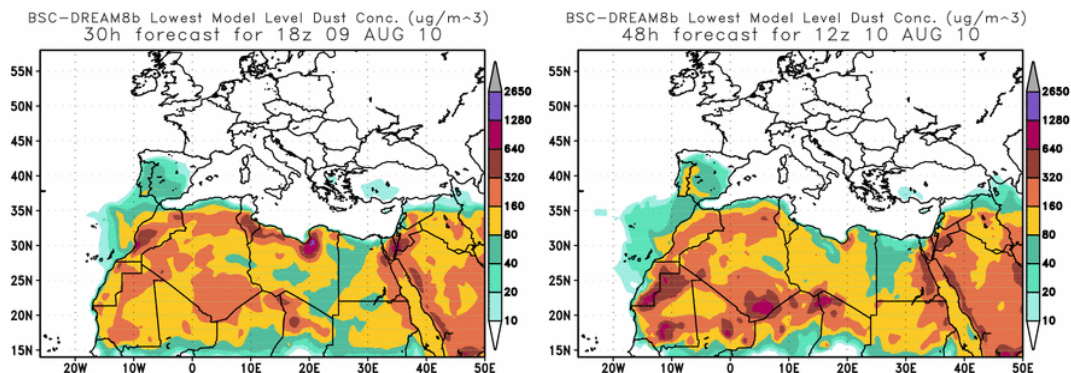 BSC-DREAM8b Lowest Model Level Dust Conc. (ug/m^3)
30h forecast for 18z 09 AUG 10
55N
50N
45N
40N
35N
30N
25N
20N
15N
20W
10W
0
10E
20E
30E
40E
50E
2650
1280
640
320
160
80
40
20
10
BSC-DREAM8b Lowest Model Level Dust Conc. (ug/m^3)
48h forecast for 12z 10 AUG 10
55N
50N
45N
40N
35N
30N
25N
20N
15N
20W
10W
0
10E
20E
30E
40E
50E
2650
1280
640
320
160
80
40
20
10